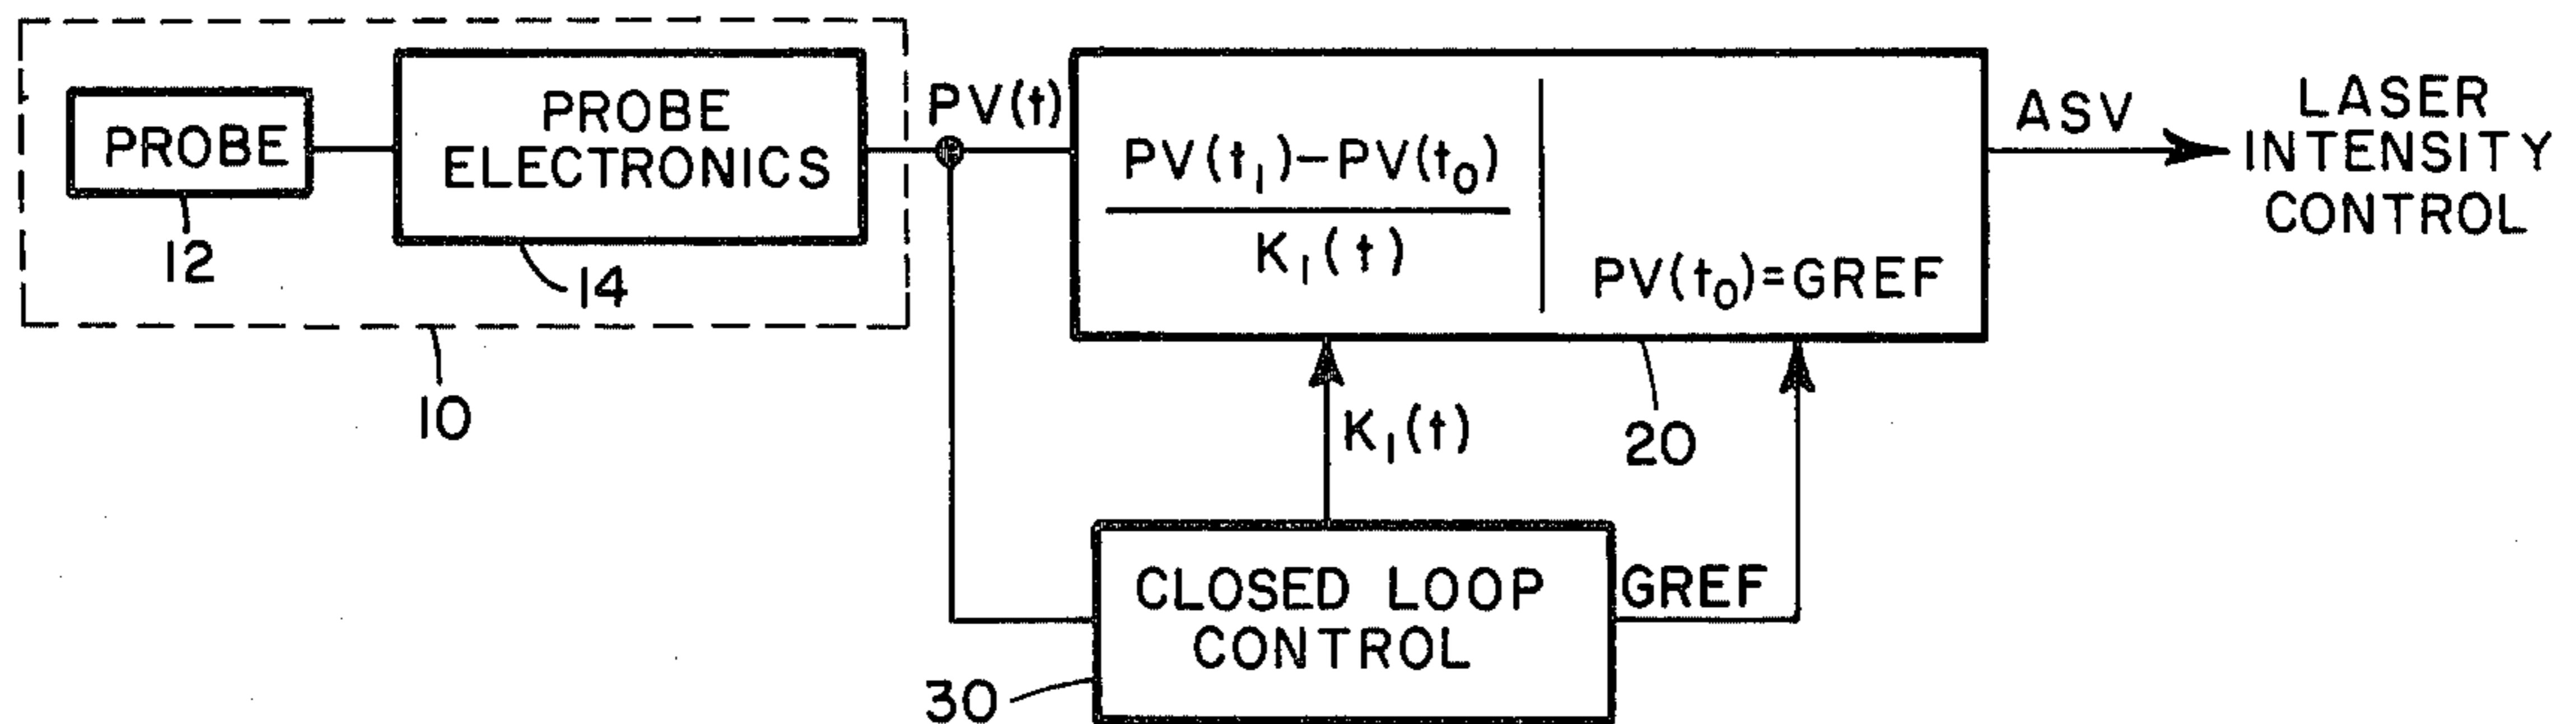 PROBE
12
PROBE
ELECTRONICS
14
10
PV(t)
PV(t₁)–PV(t₀)
K₁(t)
PV(t₀)=GREF
20
ASV
LASER
INTENSITY
CONTROL
K₁(t)
CLOSED LOOP
CONTROL
30
GREF